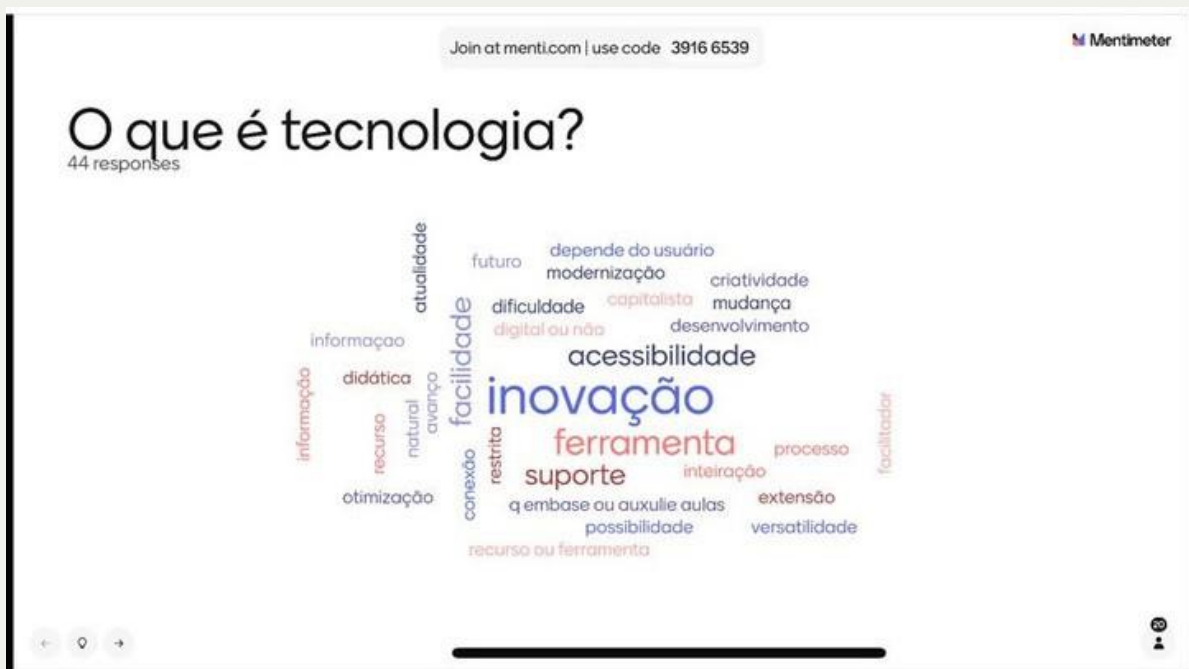 Join at menti.com | use code 3916 6539
Mentimeter
O que é tecnologia?
44 responses
atualidade
futuro
depende do usuário
modernização
criatividade
dificuldade
capitalista
mudança
digital ou não
desenvolvimento
informaçao
facilidade
acessibilidade
didática
avanço
inovação
informação
recurso
natural
restrita
ferramenta
processo
facilitador
conexão
suporte
inteiração
otimização
q embase ou auxulie aulas
extensão
possibilidade
versatilidade
recurso ou ferramenta
20